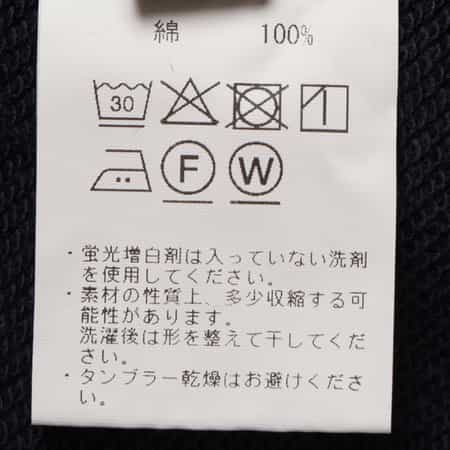 綿 100%
30
F W
・蛍光増白剤は入っていない洗剤
を使用してください。
・素材の性質上、多少収縮する可
能性があります。
洗濯後は形を整えて干してくだ
さい。
・タンブラー乾燥はお避けくださ
い。